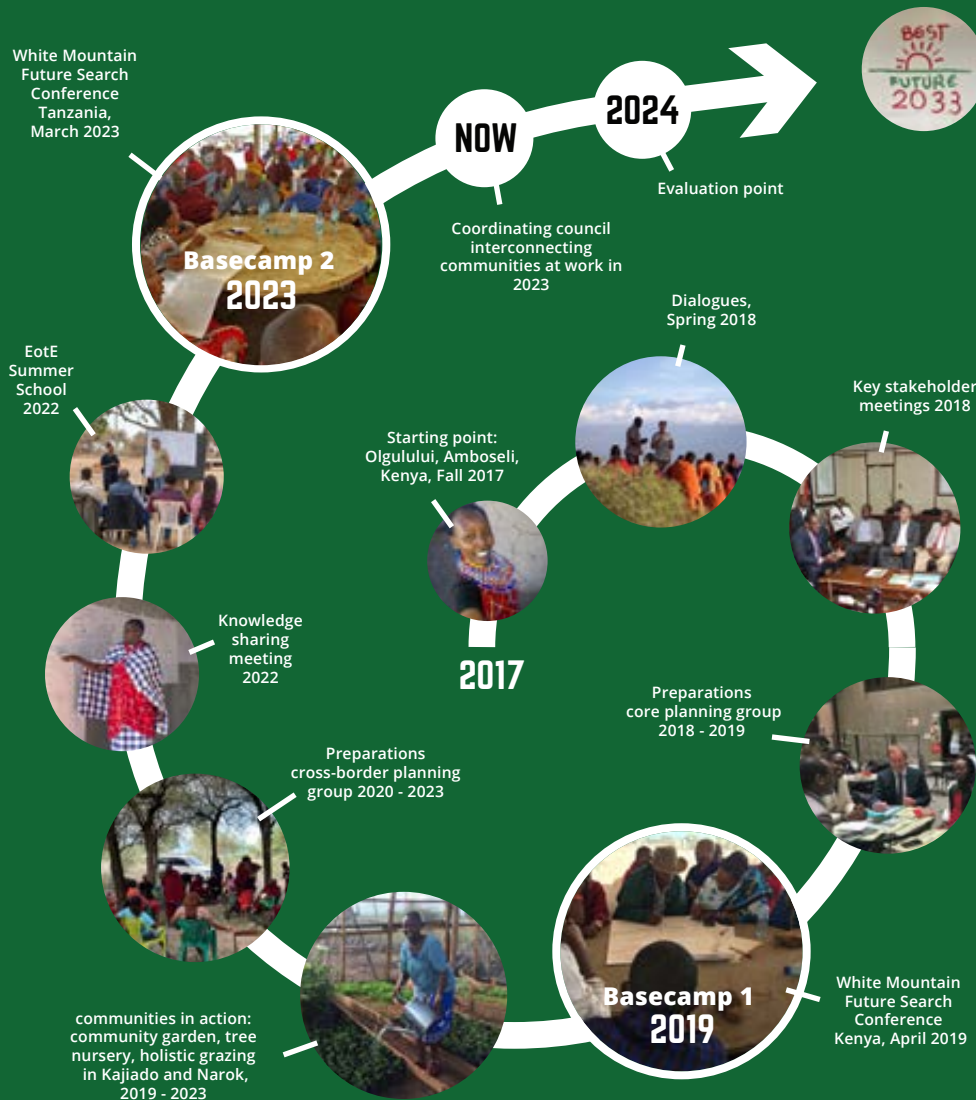 BEST
FUTURE
2033
White Mountain
Future Search
Conference
Tanzania,
March 2023
NOW
2024
Evaluation point
Coordinating council
interconnecting
communities at work in
2023
Basecamp 2
2023
Dialogues,
Spring 2018
EotE
Summer
School
2022
Key stakeholder
meetings 2018
Starting point:
Olgulului, Amboseli,
Kenya, Fall 2017
Knowledge
sharing
meeting
2022
2017
Preparations
core planning group
2018 - 2019
Preparations
cross-border planning
group 2020 - 2023
Basecamp 1
2019
White Mountain
Future Search
Conference
Kenya, April 2019
communities in action:
community garden, tree
nursery, holistic grazing
in Kajiado and Narok,
2019 - 2023